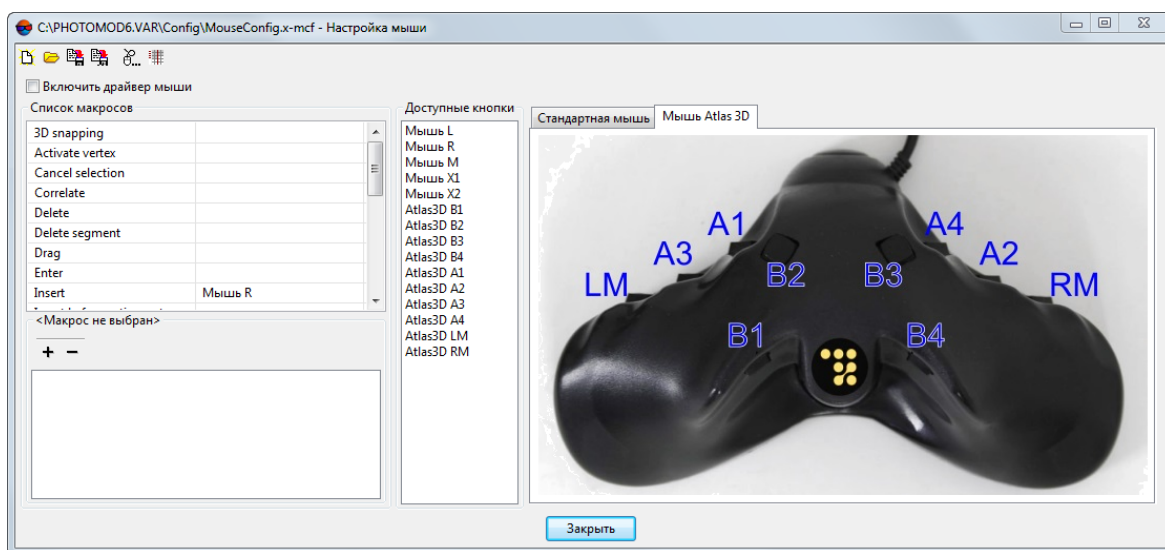 C:\PHOTOMOD6.VAR\Config\MouseConfig.x-mcf - Настройка мыши
Включить драйвер мыши
Список макросов
3D snapping
Activate vertex
Cancel selection
Correlate
Delete
Delete segment
Drag
Enter
Insert Мышь R
<Макрос не выбран>
+ −
Доступные кнопки
Мышь L
Мышь R
Мышь M
Мышь X1
Мышь X2
Atlas3D B1
Atlas3D B2
Atlas3D B3
Atlas3D B4
Atlas3D A1
Atlas3D A2
Atlas3D A3
Atlas3D A4
Atlas3D LM
Atlas3D RM
Стандартная мышь Мышь Atlas 3D
A1 A4
A3 A2
B2 B3
LM RM
B1 B4
Закрыть